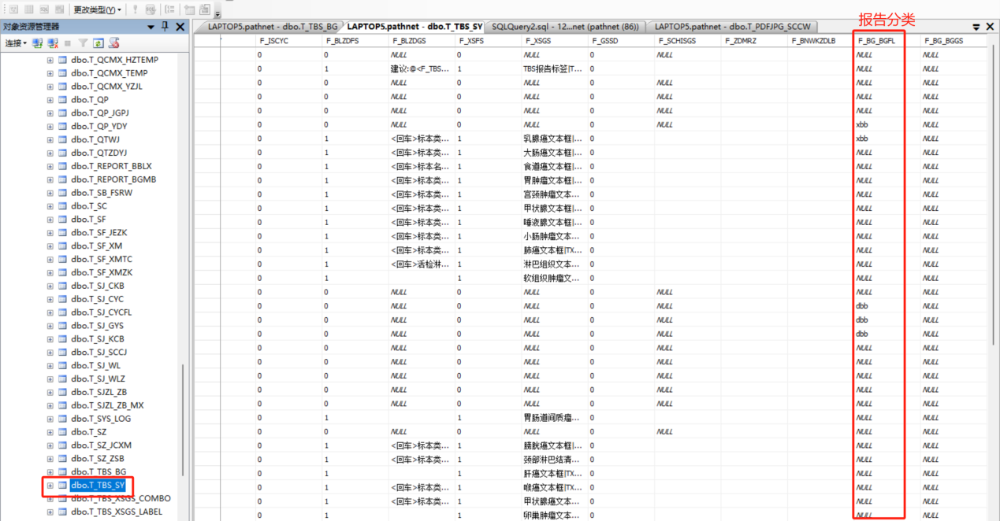 更改类型(Y)
报告分类
对象资源管理器
LAPTOP5.pathnet - dbo.T_TBS_BG LAPTOP5.pathnet - dbo.T_TBS_SY SQLQuery2.sql - 12...net (pathnet (86)) LAPTOP5.pathnet - dbo.T_PDFJPG_SCCW
连接
F_ISCYC F_BLZDFS F_BLZDGS F_XSFS F_XSGS F_GSSD F_SCHISGS F_ZDMRZ F_BNWKZDLB F_BG_BGFL F_BG_BGGS
0 0 NULL 0 NULL 0 NULL NULL NULL
0 1 建议:@<F_TBS... 1 TBS报告标签|T... 0 NULL NULL
0 0 NULL 0 NULL 0 NULL NULL NULL
0 0 NULL 0 NULL 0 NULL NULL NULL
0 0 NULL 0 NULL 0 NULL NULL NULL
0 0 NULL 0 NULL 0 NULL xbb NULL
0 1 <回车>标本类... 1 乳腺癌文本框|... 0 xbb NULL
0 1 <回车>标本类... 1 大肠癌文本框|... 0 NULL NULL
0 1 <回车>标本名... 1 食道癌文本框|... 0 NULL NULL
0 1 <回车>标本类... 1 胃肿瘤文本框|... 0 NULL NULL
0 1 <回车>标本类... 1 宫颈肿瘤文本... 0 NULL NULL
0 1 <回车>标本类... 1 甲状腺文本框|... 0 NULL NULL
0 1 <回车>标本类... 1 唾液腺文本框|... 0 NULL NULL
0 1 <回车>标本类... 1 小肠肿瘤文本... 0 NULL NULL
0 1 <回车>标本类... 1 肺癌文本框|TX... 0 NULL NULL
0 1 <回车>活检淋... 1 淋巴组织文本... 0 NULL NULL
0 1 1 软组织肿瘤文... 0 NULL NULL
0 0 NULL 0 NULL 0 NULL NULL NULL
0 0 NULL 0 NULL 0 NULL dbb NULL
0 0 NULL 0 NULL 0 NULL dbb NULL
0 0 NULL 0 NULL 0 NULL dbb NULL
0 0 NULL 0 NULL 0 NULL NULL NULL
0 0 NULL 0 NULL 0 NULL NULL NULL
0 0 NULL 0 NULL 0 NULL NULL NULL
0 0 NULL 0 NULL 0 NULL NULL NULL
0 0 NULL 0 NULL 0 NULL NULL NULL
0 1 1 胃肠道间质瘤... 0 NULL NULL
0 0 NULL 0 NULL 0 NULL NULL NULL
0 1 <回车>标本类... 1 膀胱癌文本框|... 0 NULL NULL
0 1 <回车>标本类... 1 颈部淋巴结清... 0 NULL NULL
0 1 1 肝癌文本框|TX... 0 NULL NULL
0 1 <回车>标本类... 1 喉癌文本框|TX... 0 NULL NULL
0 1 <回车>标本类... 1 甲状腺癌文本... 0 NULL NULL
0 1 1 卵巢肿瘤文本... 0 NULL NULL
dbo.T_QCMX_HZTEMP
dbo.T_QCMX_TEMP
dbo.T_QCMX_YZJL
dbo.T_QP
dbo.T_QP_JGPJ
dbo.T_QP_YDY
dbo.T_QTWJ
dbo.T_QTZDYJ
dbo.T_REPORT_BBLX
dbo.T_REPORT_BGMB
dbo.T_SB_FSRW
dbo.T_SC
dbo.T_SF
dbo.T_SF_JEZK
dbo.T_SF_XM
dbo.T_SF_XMTC
dbo.T_SF_XMZK
dbo.T_SJ_CKB
dbo.T_SJ_CYC
dbo.T_SJ_CYCFL
dbo.T_SJ_GYS
dbo.T_SJ_KCB
dbo.T_SJ_SCCJ
dbo.T_SJ_WL
dbo.T_SJ_WLZ
dbo.T_SJZL_ZB
dbo.T_SJZL_ZB_MX
dbo.T_SYS_LOG
dbo.T_SZ
dbo.T_SZ_JCXM
dbo.T_SZ_ZSB
dbo.T_TBS_BG
dbo.T_TBS_SY
dbo.T_TBS_XSGS_COMBO
dbo.T_TBS_XSGS_LABEL